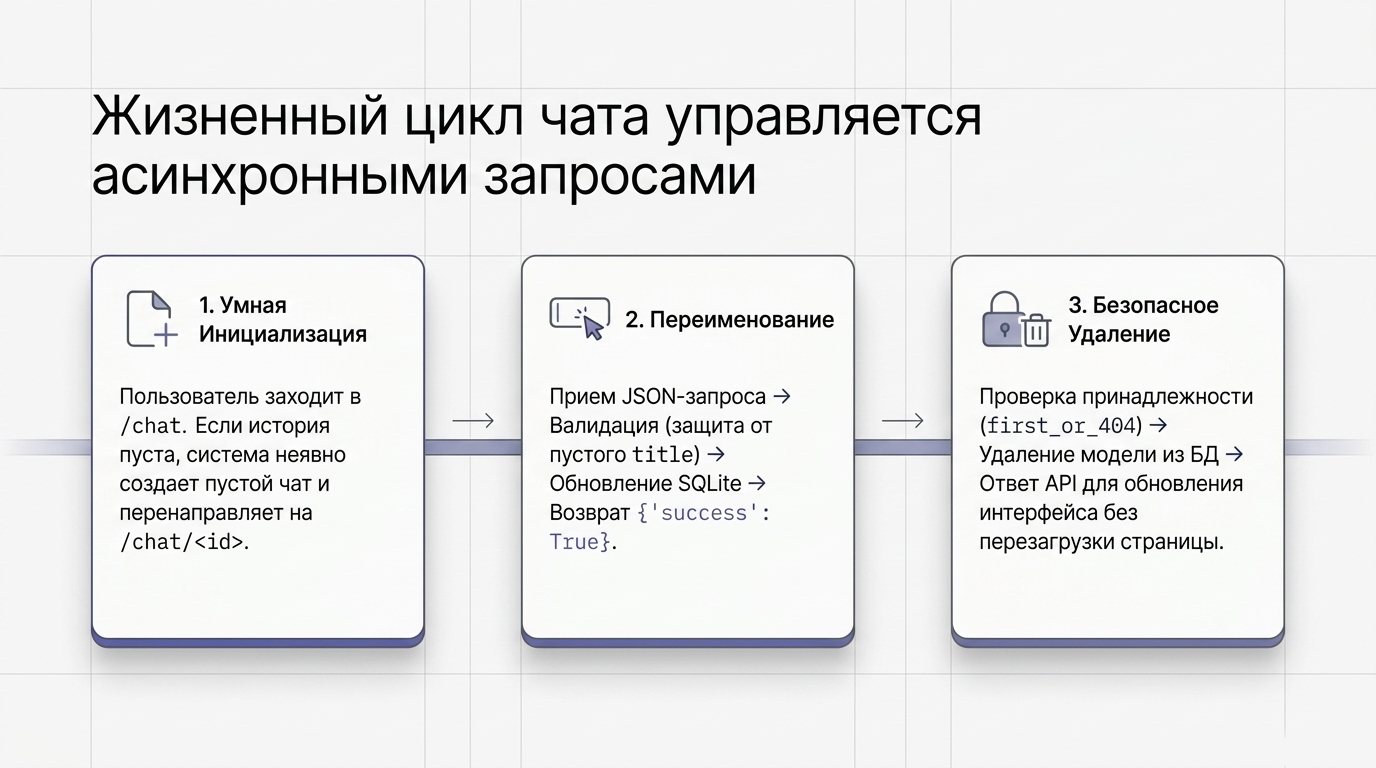 Жизненный цикл чата управляется
асинхронными запросами
1. Умная
Инициализация
Пользователь заходит в
/chat. Если история
пуста, система неявно
создает пустой чат и
перенаправляет на
/chat/<id>.
2. Переименование
Прием JSON-запроса →
Валидация (защита от
пустого title) →
Обновление SQLite →
Возврат {'success':
True}.
3. Безопасное
Удаление
Проверка принадлежности
(first_or_404) →
Удаление модели из БД →
Ответ API для обновления
интерфейса без
перезагрузки страницы.